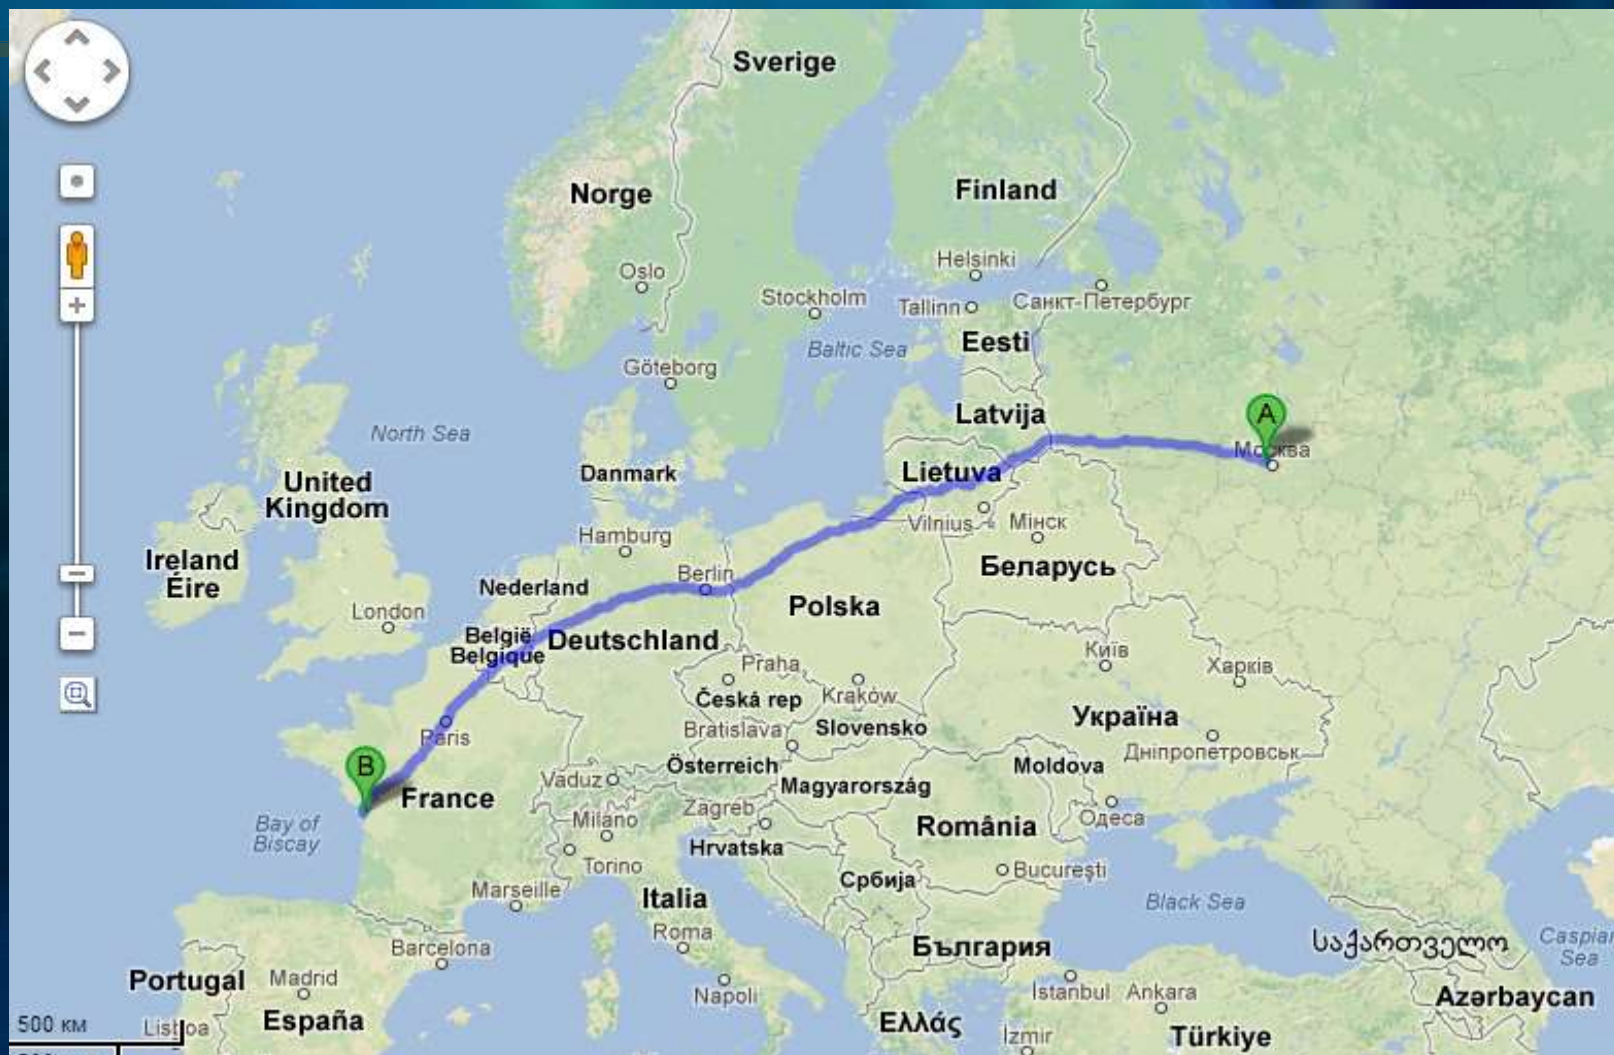 Sverige
Norge
Finland
Helsinki
Oslo
Stockholm
Tallinn
Санкт-Петербург
Baltic Sea
Eesti
Göteborg
Latvija
A
North Sea
Москва
Danmark
Lietuva
United
Kingdom
Vilnius
Мінск
Hamburg
Ireland
Éire
Беларусь
Nederland
Berlin
Polska
London
België
Belgique
Deutschland
Київ
Praha
Харків
Česká rep
Kraków
Україна
Bratislava
Slovensko
Paris
Дніпропетровськ
B
Österreich
Moldova
Vaduz
Magyarország
France
Zagreb
Одеса
Bay of
Biscay
Milano
România
Hrvatska
Torino
București
Србија
Marseille
Italia
Black Sea
Roma
Barcelona
България
საქართველო
Caspian
Sea
Portugal
Madrid
Napoli
İstanbul
Ankara
Azərbaycan
500 км
Lisboa
España
Ελλάς
İzmir
Türkiye